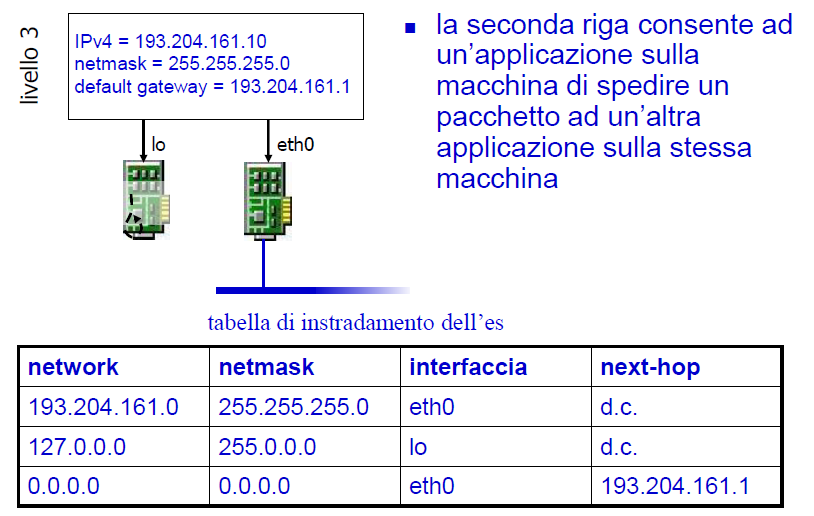 livello 3
IPv4 = 193.204.161.10
netmask = 255.255.255.0
default gateway = 193.204.161.1
lo
eth0
la seconda riga consente ad
un'applicazione sulla
macchina di spedire un
pacchetto ad un'altra
applicazione sulla stessa
macchina
tabella di instradamento dell'es
network netmask interfaccia next-hop
193.204.161.0 255.255.255.0 eth0 d.c.
127.0.0.0 255.0.0.0 lo d.c.
0.0.0.0 0.0.0.0 eth0 193.204.161.1